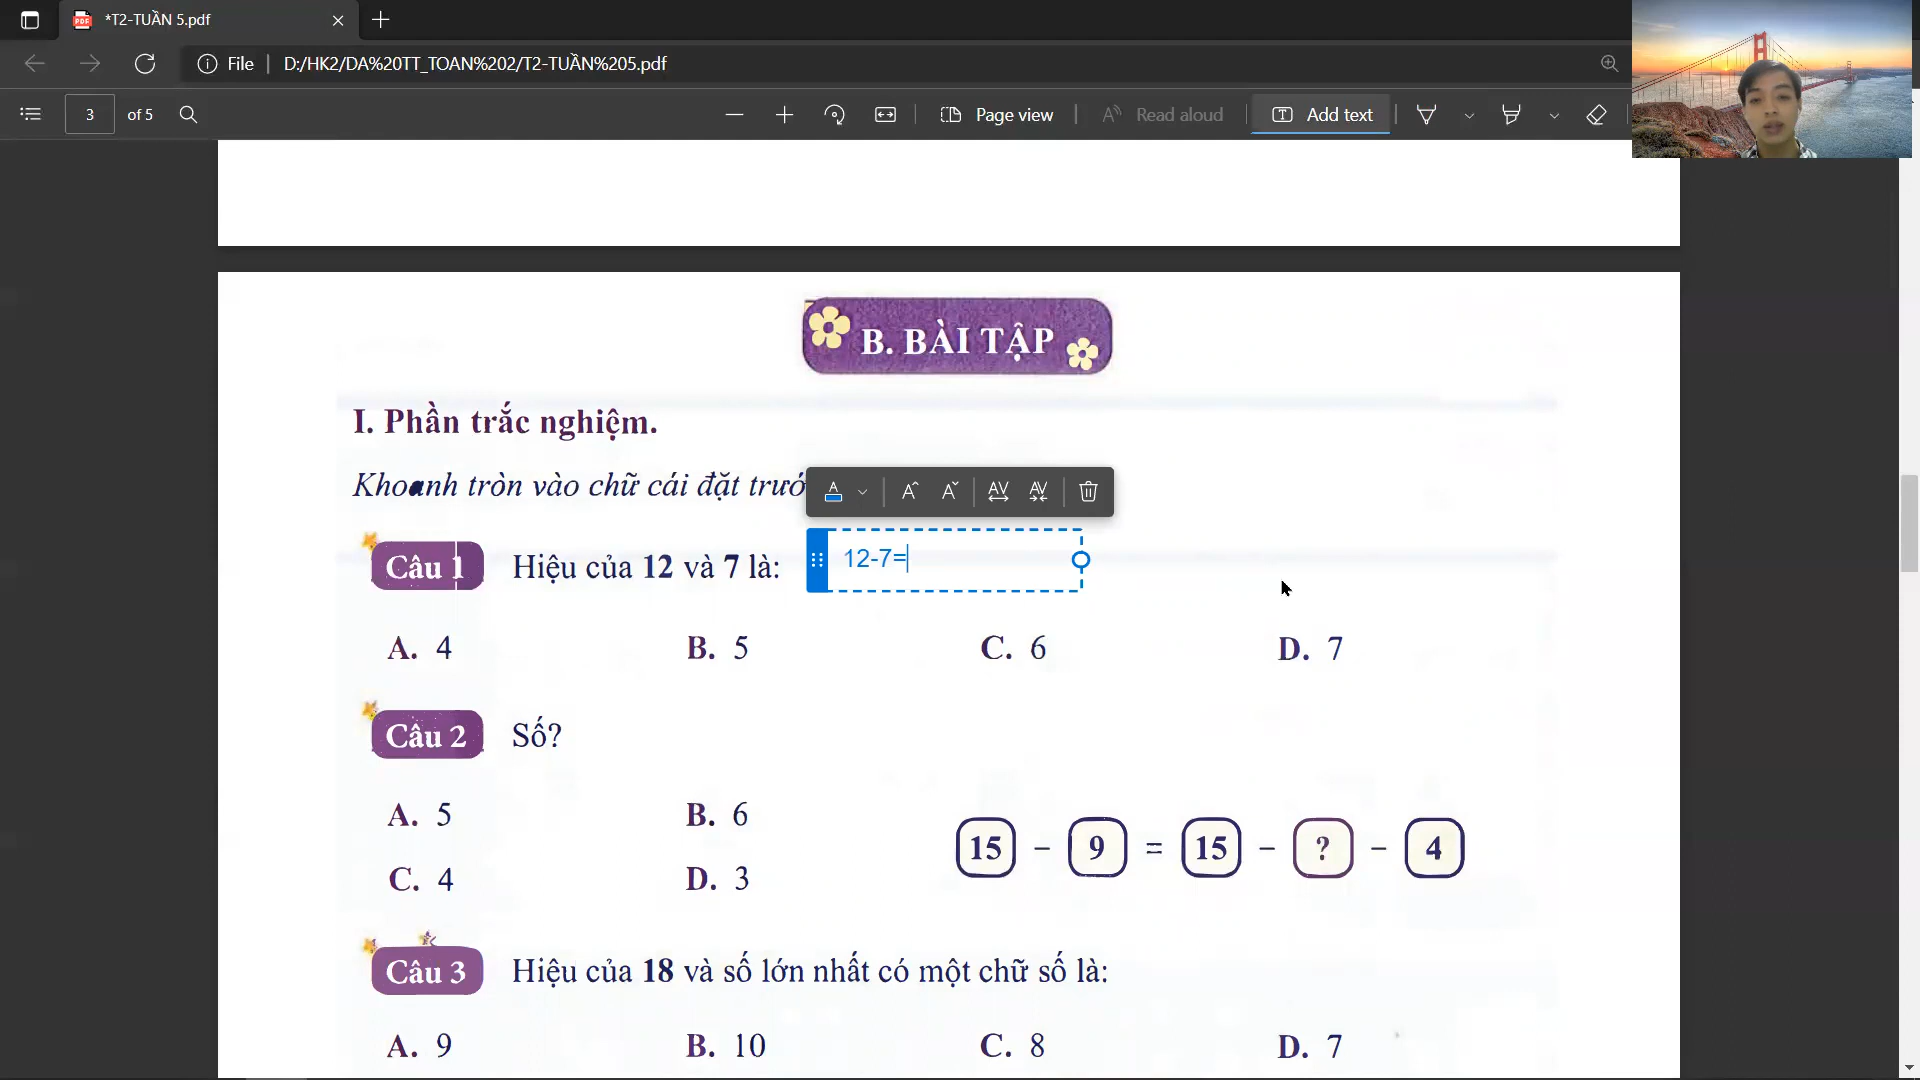 *T2-TUẦN 5.pdf
File D:/HK2/DA%20TT_TOAN%202/T2-TUẦN%205.pdf
3 of 5 Page view Read aloud Add text
B. BÀI TẬP
I. Phần trắc nghiệm.
Khoanh tròn vào chữ cái đặt trướ
Câu 1 Hiệu của 12 và 7 là: 12-7=
A. 4 B. 5 C. 6 D. 7
Câu 2 Số?
A. 5 B. 6
15 - 9 = 15 - ? - 4
C. 4 D. 3
Câu 3 Hiệu của 18 và số lớn nhất có một chữ số là:
A. 9 B. 10 C. 8 D. 7